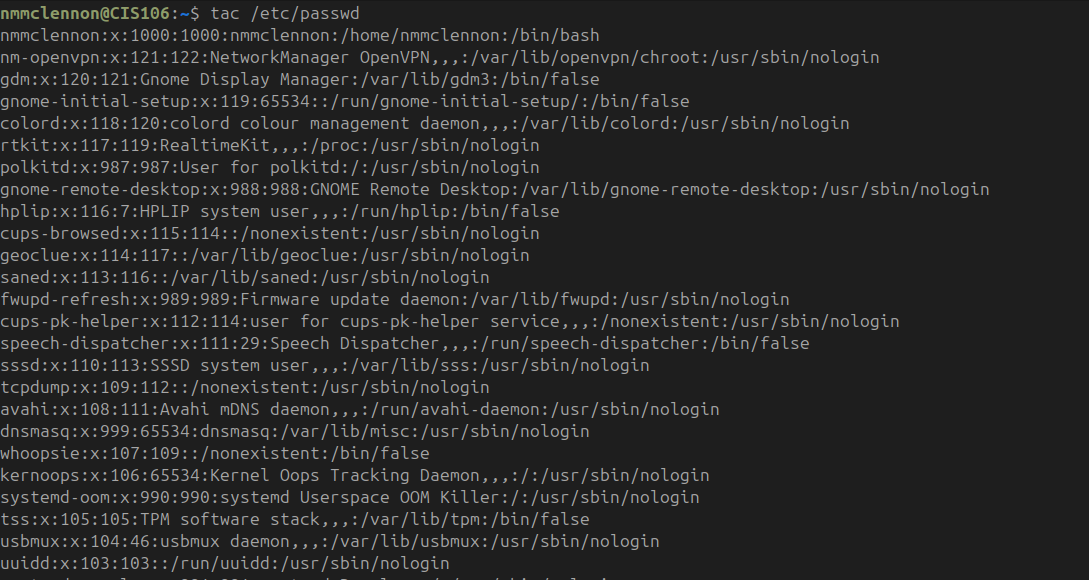 nmmclennon@CIS106:~$ tac /etc/passwd
nmmclennon:x:1000:1000:nmmclennon:/home/nmmclennon:/bin/bash
nm-openvpn:x:121:122:NetworkManager OpenVPN,,,:/var/lib/openvpn/chroot:/usr/sbin/nologin
gdm:x:120:121:Gnome Display Manager:/var/lib/gdm3:/bin/false
gnome-initial-setup:x:119:65534::/run/gnome-initial-setup/:/bin/false
colord:x:118:120:colord colour management daemon,,,:/var/lib/colord:/usr/sbin/nologin
rtkit:x:117:119:RealtimeKit,,,:/proc:/usr/sbin/nologin
polkitd:x:987:987:User for polkitd:/:/usr/sbin/nologin
gnome-remote-desktop:x:988:988:GNOME Remote Desktop:/var/lib/gnome-remote-desktop:/usr/sbin/nologin
hplip:x:116:7:HPLIP system user,,,:/run/hplip:/bin/false
cups-browsed:x:115:114::/nonexistent:/usr/sbin/nologin
geoclue:x:114:117::/var/lib/geoclue:/usr/sbin/nologin
saned:x:113:116::/var/lib/saned:/usr/sbin/nologin
fwupd-refresh:x:989:989:Firmware update daemon:/var/lib/fwupd:/usr/sbin/nologin
cups-pk-helper:x:112:114:user for cups-pk-helper service,,,:/nonexistent:/usr/sbin/nologin
speech-dispatcher:x:111:29:Speech Dispatcher,,,:/run/speech-dispatcher:/bin/false
sssd:x:110:113:SSSD system user,,,:/var/lib/sss:/usr/sbin/nologin
tcpdump:x:109:112::/nonexistent:/usr/sbin/nologin
avahi:x:108:111:Avahi mDNS daemon,,,:/run/avahi-daemon:/usr/sbin/nologin
dnsmasq:x:999:65534:dnsmasq:/var/lib/misc:/usr/sbin/nologin
whoopsie:x:107:109::/nonexistent:/bin/false
kernoops:x:106:65534:Kernel Oops Tracking Daemon,,,:/:/usr/sbin/nologin
systemd-oom:x:990:990:systemd Userspace OOM Killer:/:/usr/sbin/nologin
tss:x:105:105:TPM software stack,,,:/var/lib/tpm:/bin/false
usbmux:x:104:46:usbmux daemon,,,:/var/lib/usbmux:/usr/sbin/nologin
uuidd:x:103:103::/run/uuidd:/usr/sbin/nologin